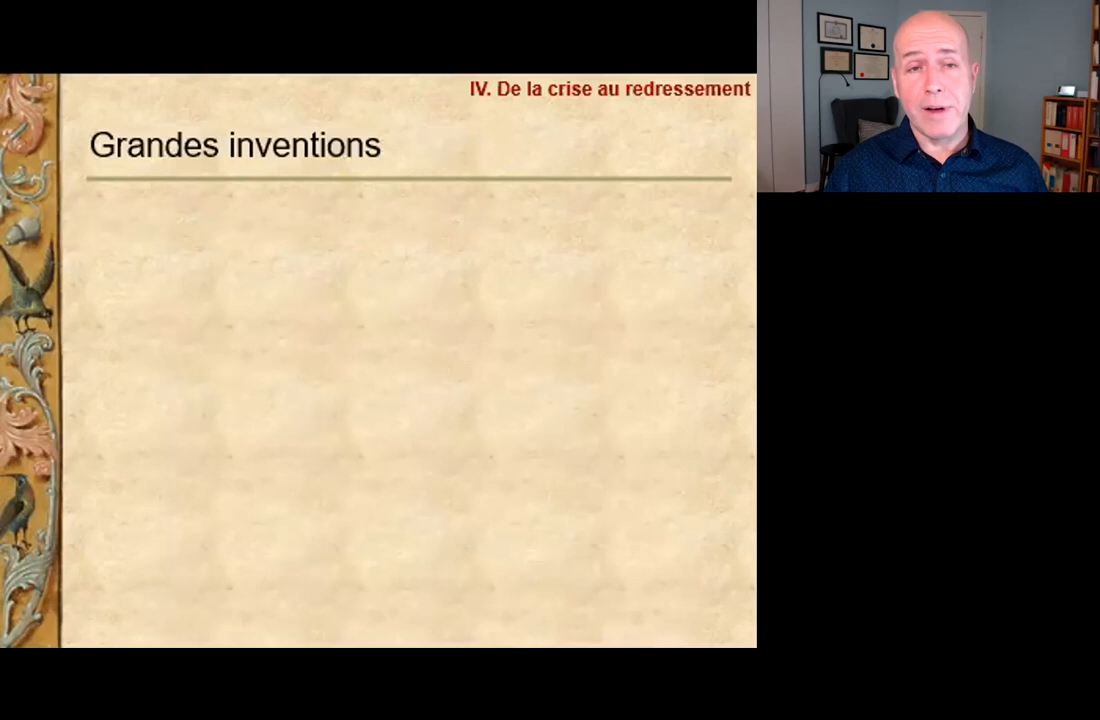 IV. De la crise au redressement
Grandes inventions